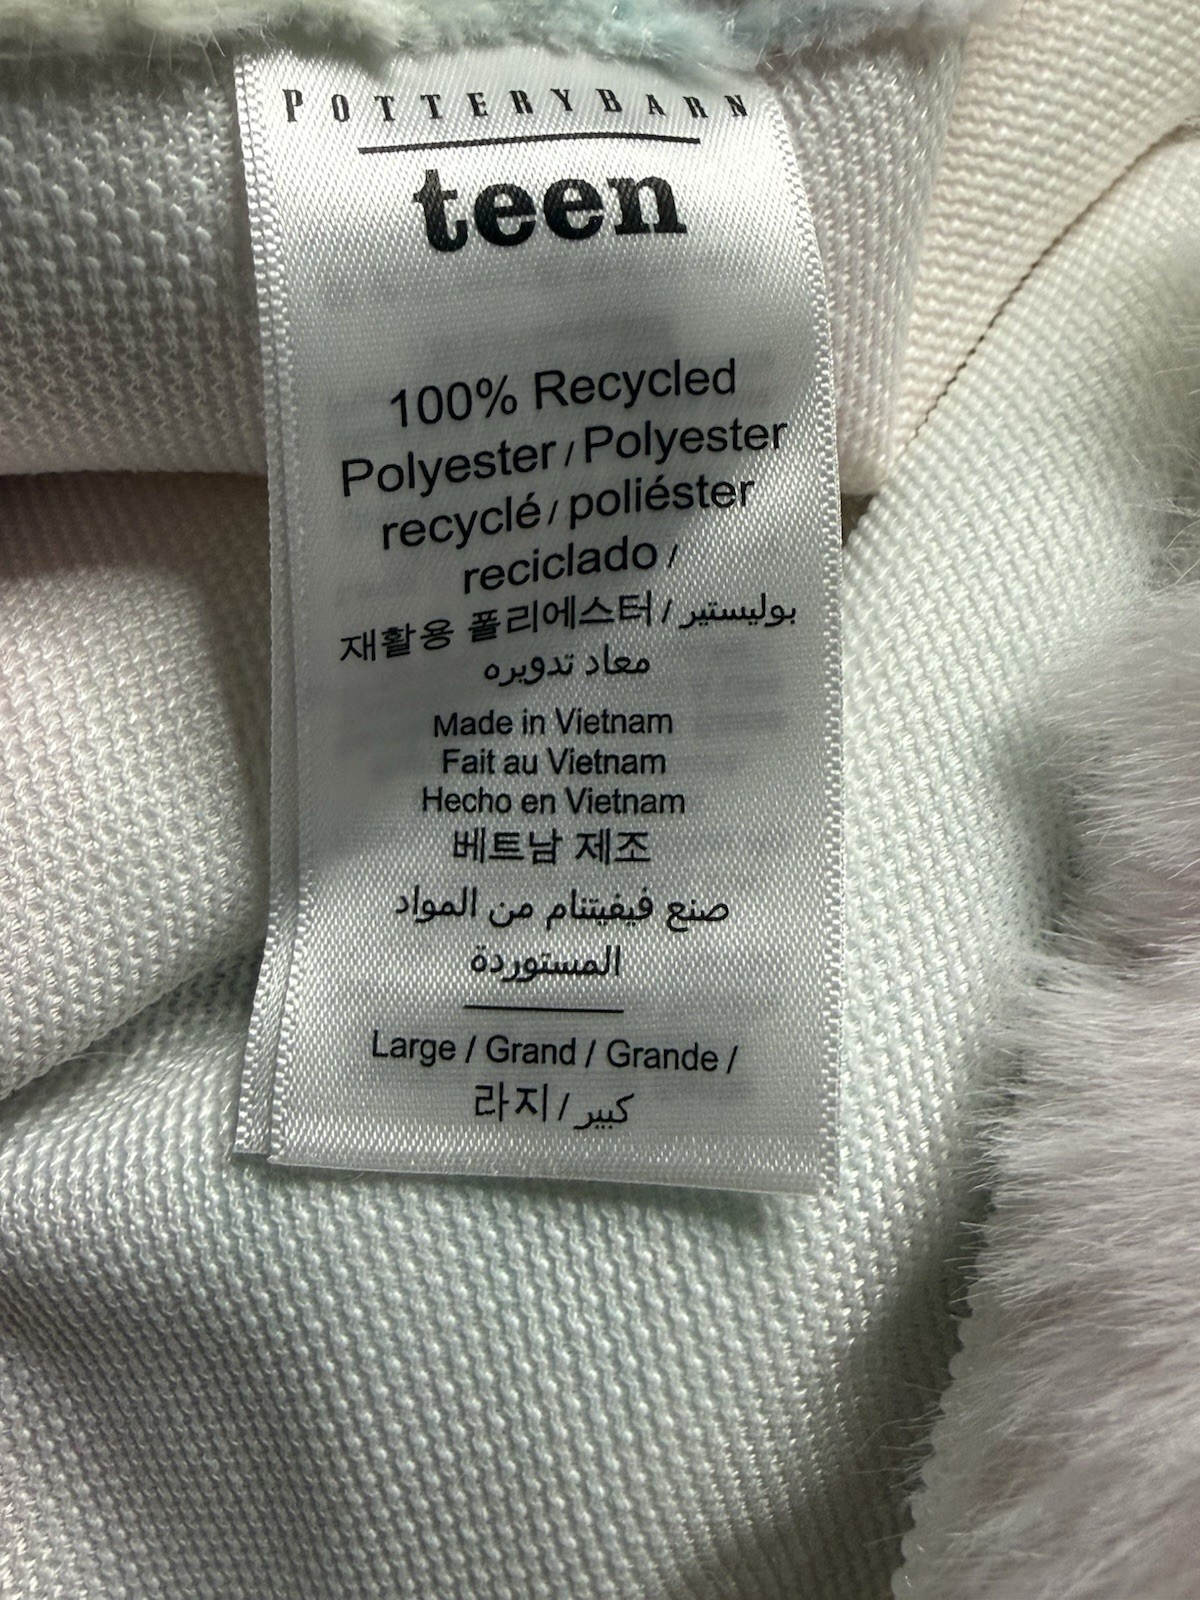 POTTERYBARN
teen
100% Recycled
Polyester / Polyester
recyclé / poliéster
reciclado /
재활용 폴리에스터 / بوليستير
معاد تدويره
Made in Vietnam
Fait au Vietnam
Hecho en Vietnam
베트남 제조
صنع فيفيتنام من المواد
المستوردة
Large / Grand / Grande /
라지 / كبير